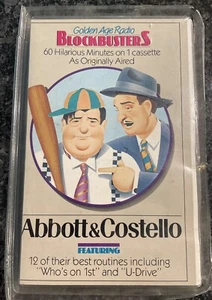 Golden Age Radio
BLOCKBUSTERS
60 Hilarious Minutes on 1 cassette
As Originally Aired
Abbott&Costello
FEATURING
12 of their best routines including
"Who's on 1st" and "U-Drive"